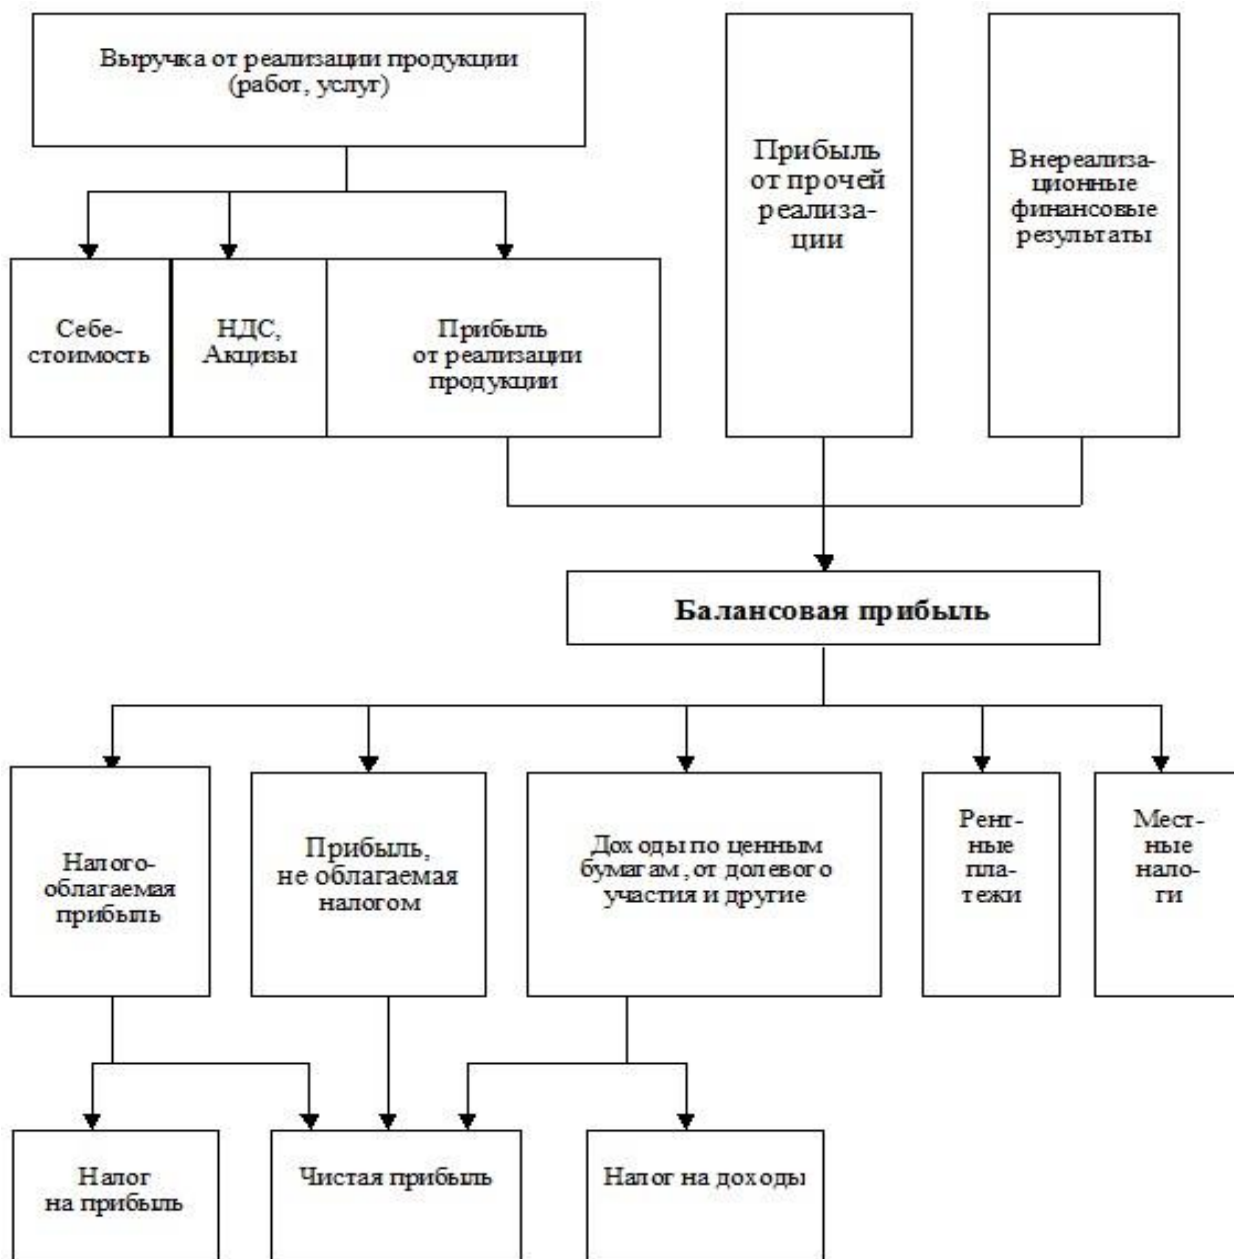 Выручка от реализации продукции
(работ, услуг)
Прибыль
от прочей
реализа-
ции
Внереализа-
ционные
финансовые
результаты
Себе-
стоимость
НДС,
Акцизы
Прибыль
от реализации
продукции
Балансовая прибыль
Налого-
облагаемая
прибыль
Прибыль,
не облагаемая
налогом
Доходы по ценным
бумагам, от долевого
участия и другие
Рент-
ные
пла-
тежи
Мест-
ные
нало-
ги
Налог
на прибыль
Чистая прибыль
Налог на доходы